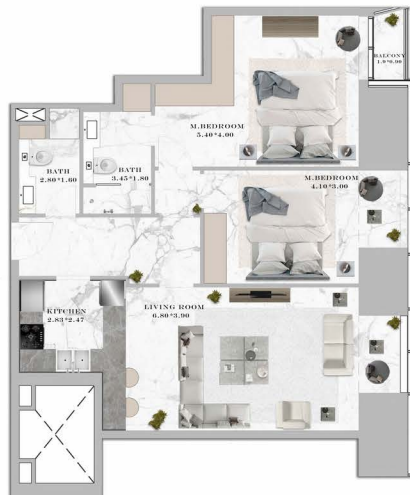 BALCONY
1.9*0.90
M.BEDROOM
5.40*4.00
BATH
2.80*1.60
BATH
3.45*1.80
M.BEDROOM
4.10*3.00
KITCHEN
2.83*2.47
LIVING ROOM
6.80*3.90